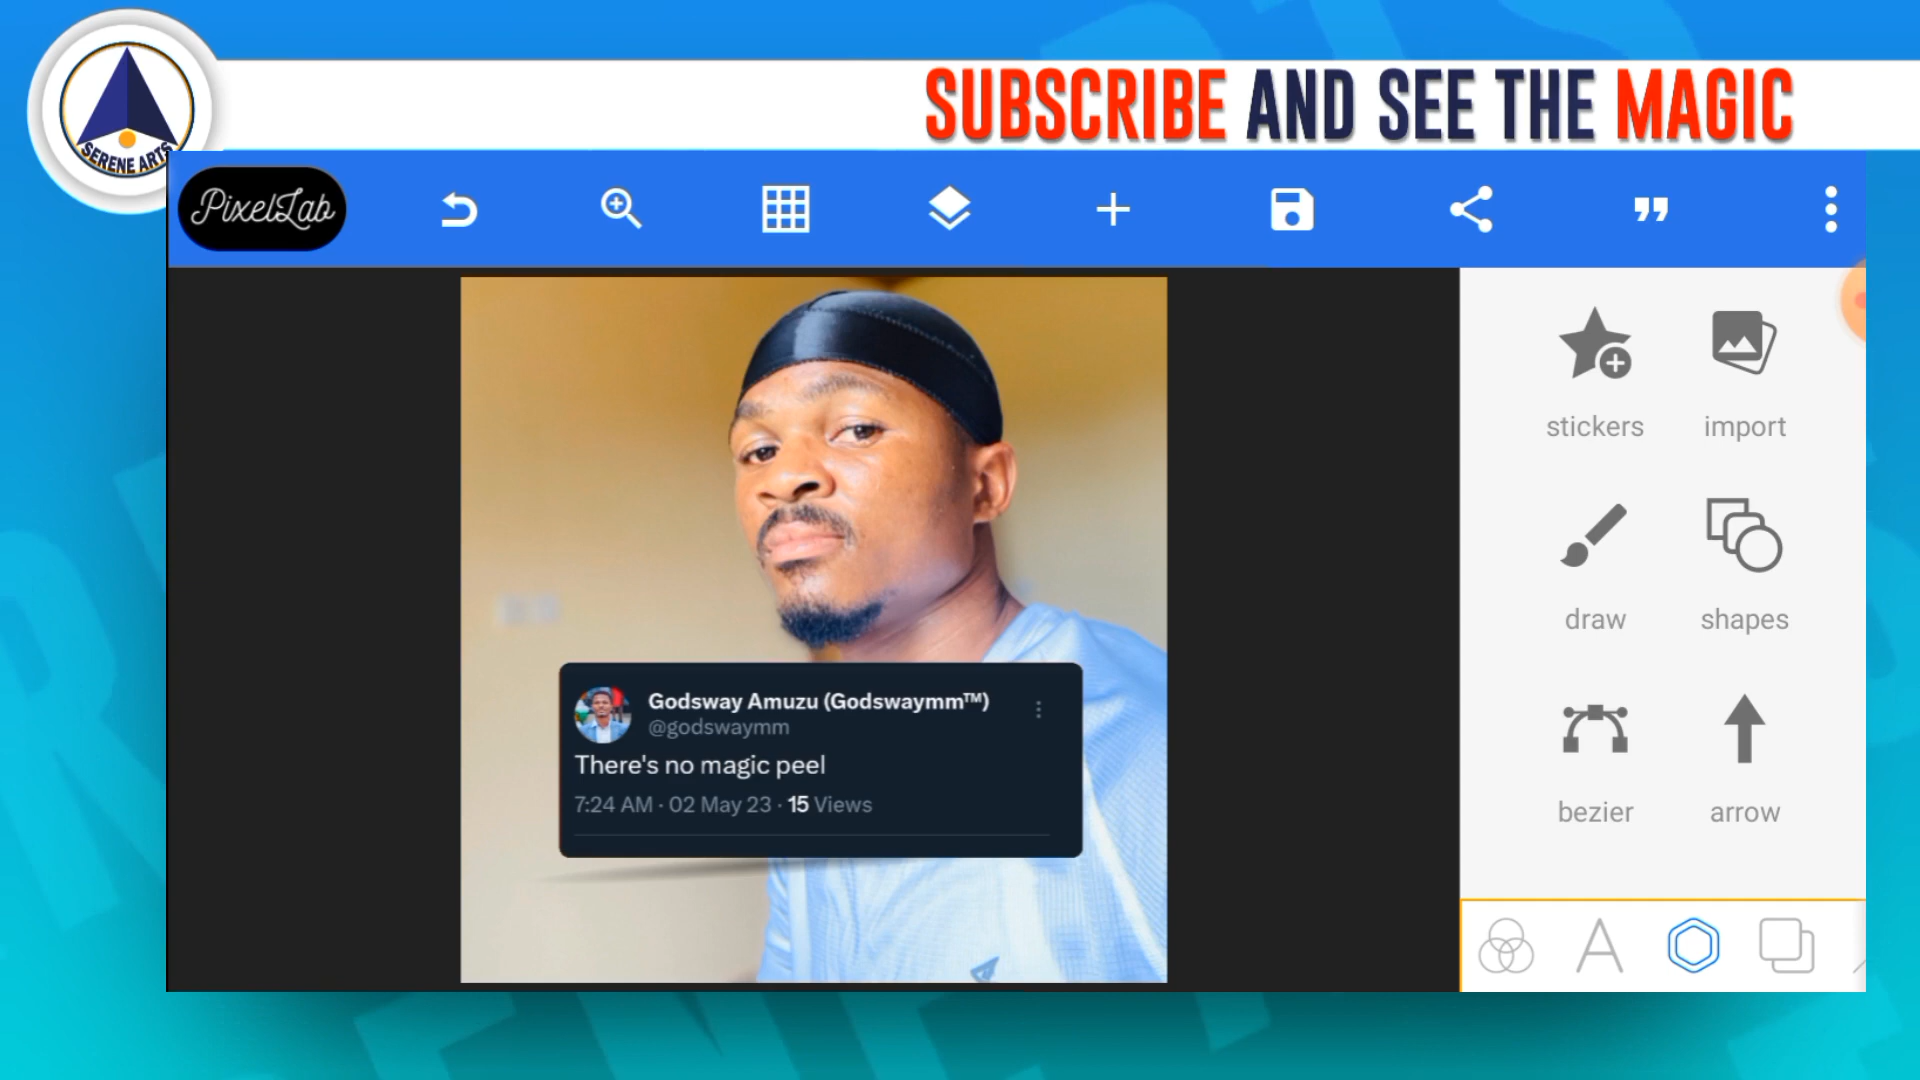 SUBSCRIBE AND SEE THE MAGIC
SERENE ARTS
PixelLab
stickers
import
draw
shapes
Godsway Amuzu (Godswaymm™)
@godswaymm
There's no magic peel
7:24 AM · 02 May 23 · 15 Views
bezier
arrow